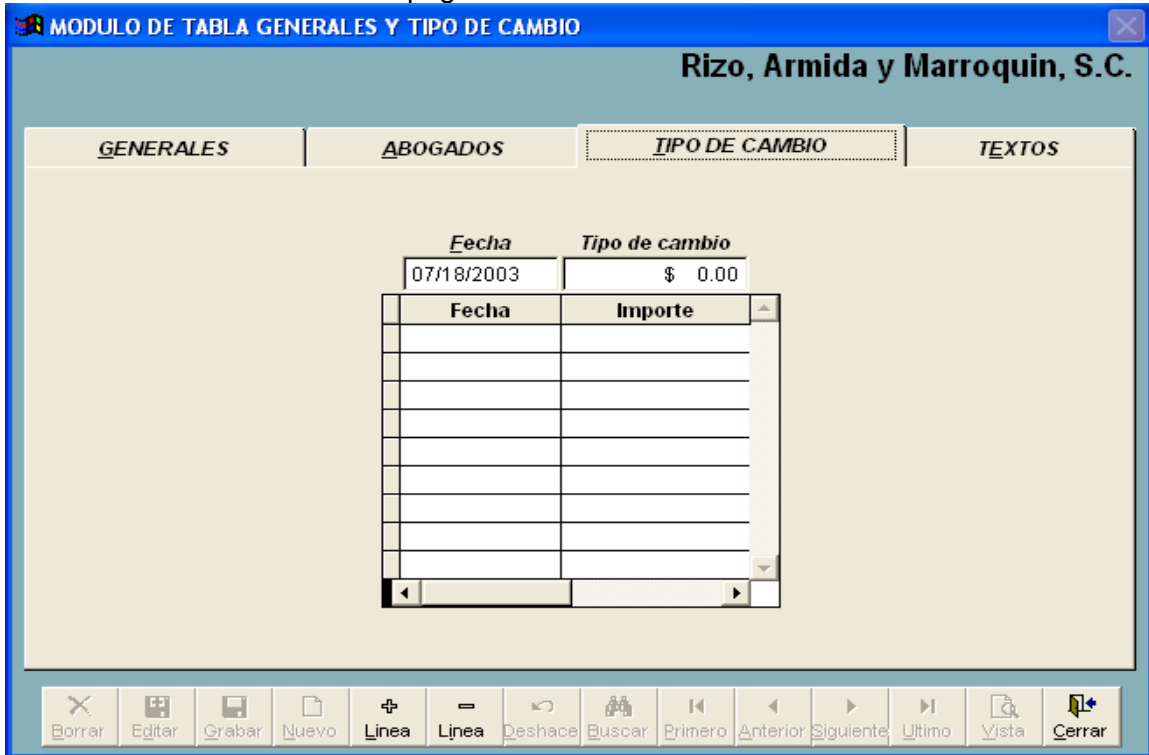 pag
MODULO DE TABLA GENERALES Y TIPO DE CAMBIO
Rizo, Armida y Marroquin, S.C.
GENERALES ABOGADOS TIPO DE CAMBIO TEXTOS
Fecha Tipo de cambio
07/18/2003 $ 0.00
Fecha Importe
Borrar Editar Grabar Nuevo Linea Linea Deshace Buscar Primero Anterior Siguiente Ultimo Vista Cerrar